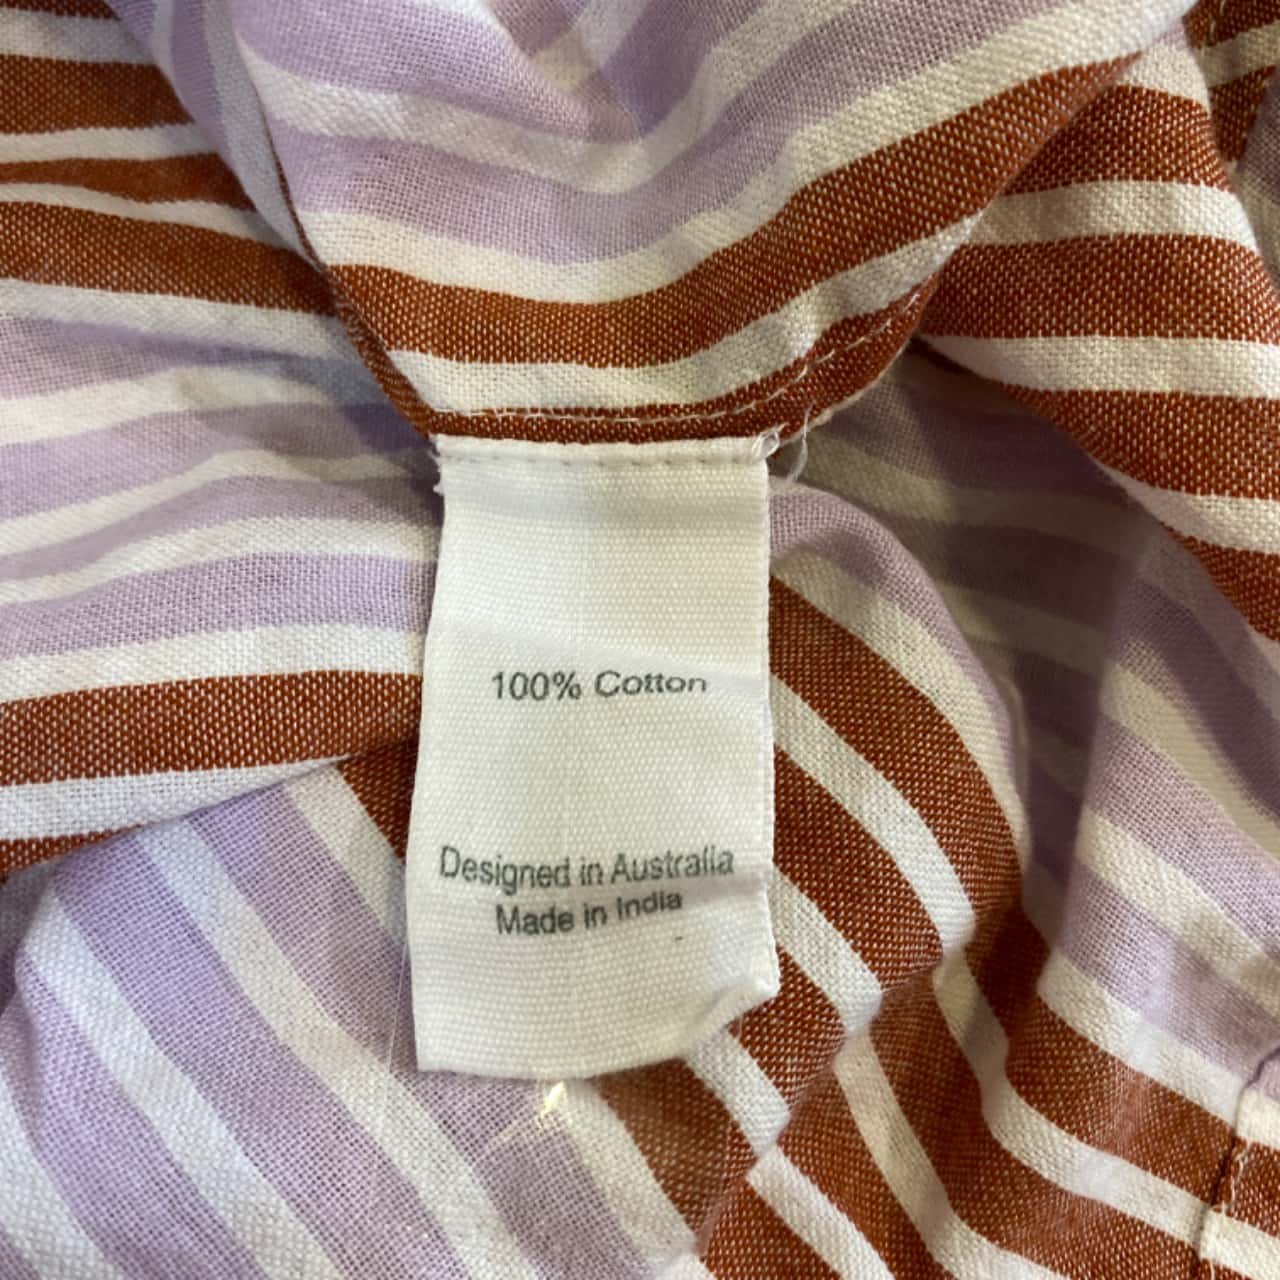 100% Cotton
Designed in Australia
Made in India